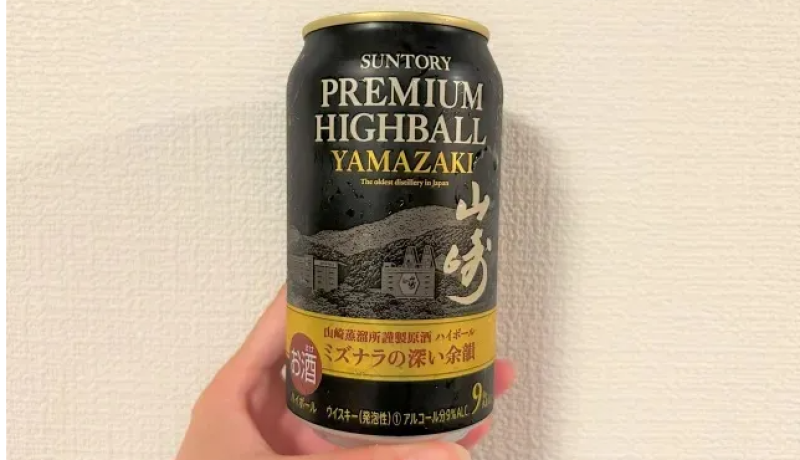 SUNTORY
PREMIUM
HIGHBALL
YAMAZAKI
The oldest distillery in Japan
山崎
山崎蒸溜所謹製原酒 ハイボール
ミズナラの深い余韻
お酒
ハイボール ウイスキー(発泡性)① アルコール分9% ALC. 9%